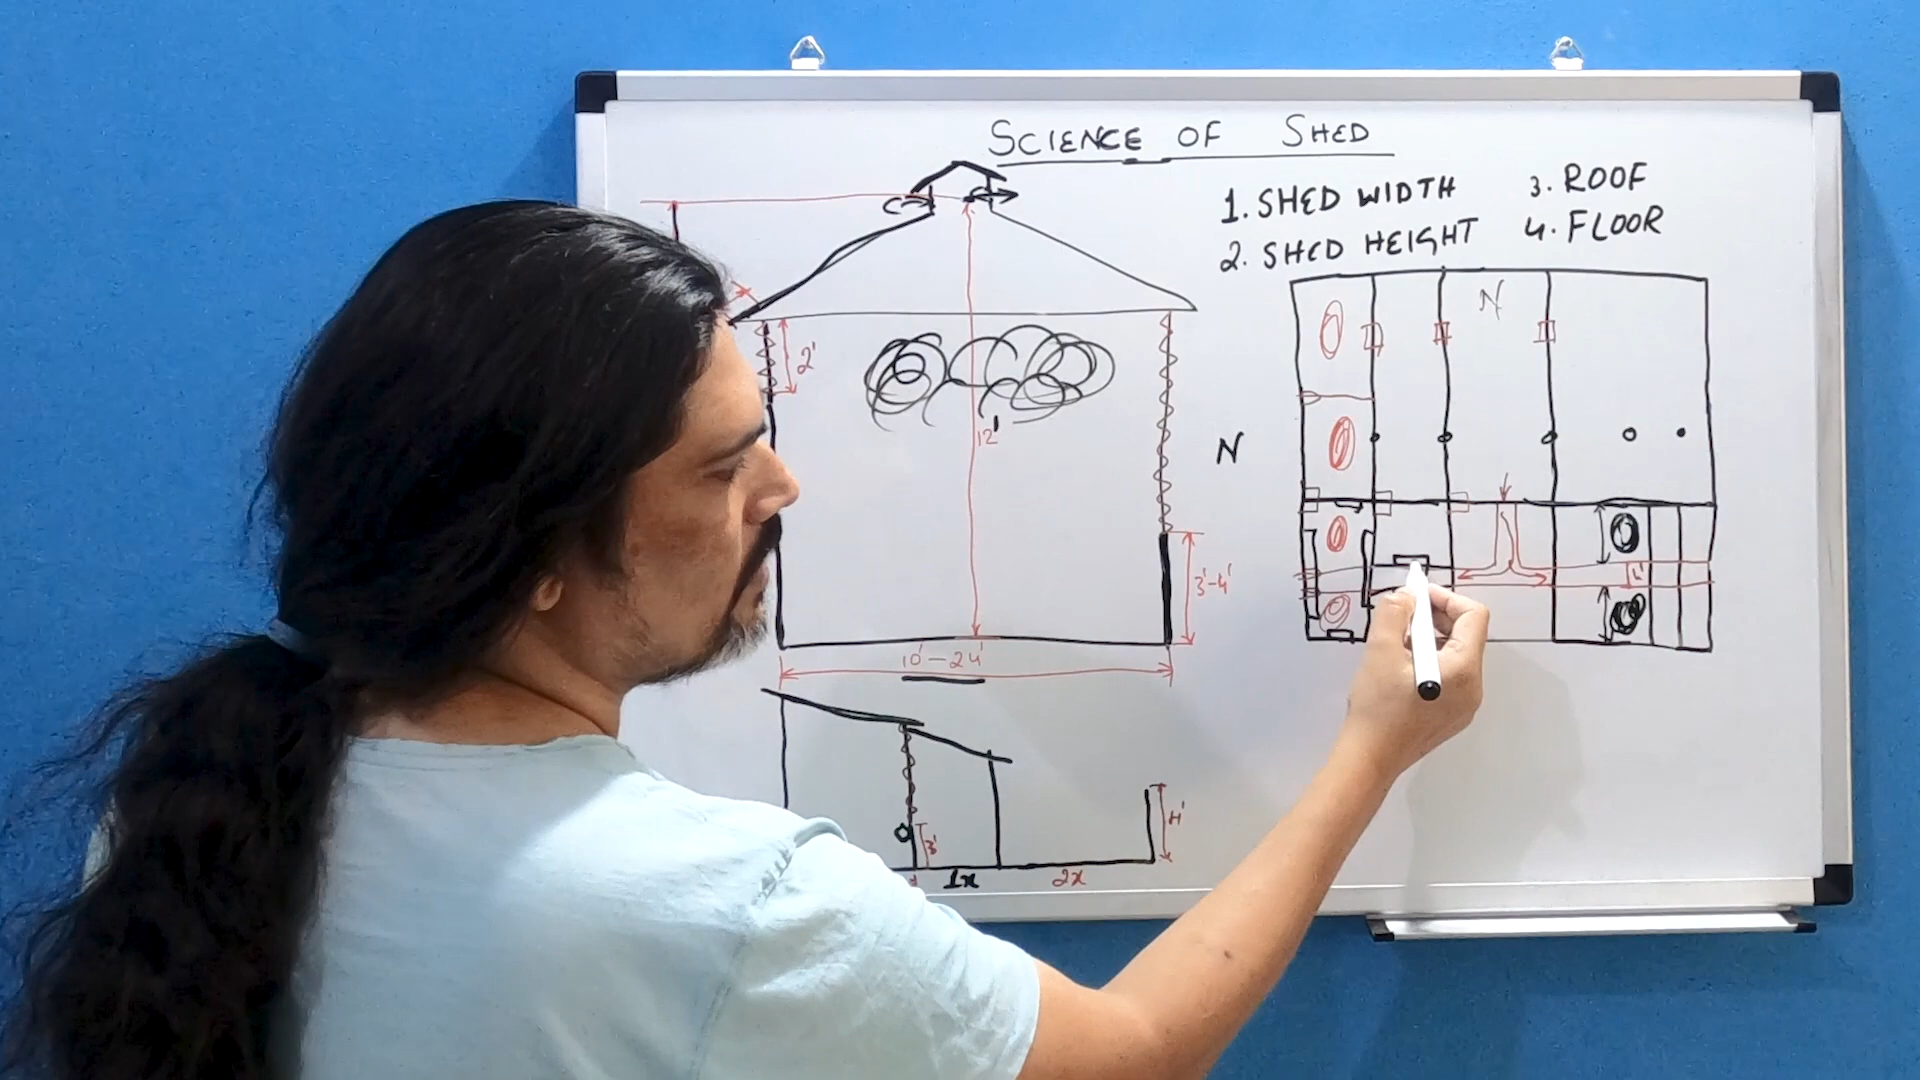 SCIENCE OF SHED
1. SHED WIDTH
2. SHED HEIGHT
3. ROOF
4. FLOOR
2'
12'
3'-4'
10'-24'
N
N
4'
3'
1x
2x